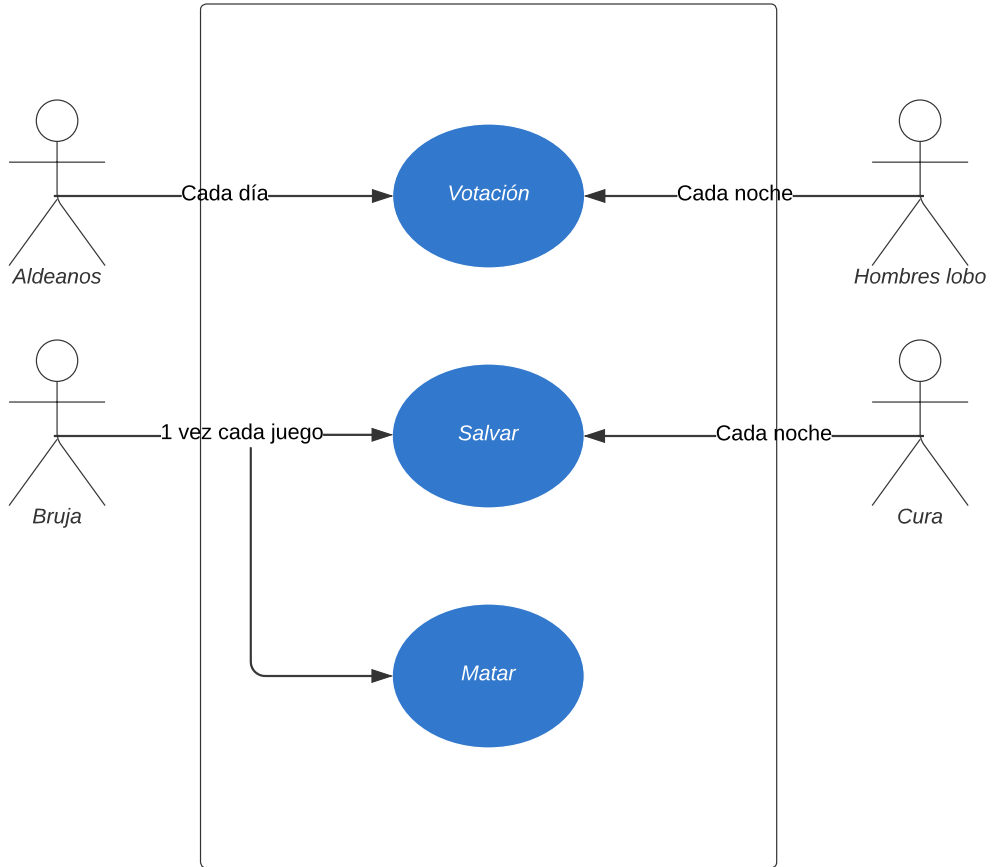 Cada día
Votación
Cada noche
Aldeanos
Hombres lobo
1 vez cada juego
Salvar
Cada noche
Bruja
Cura
Matar